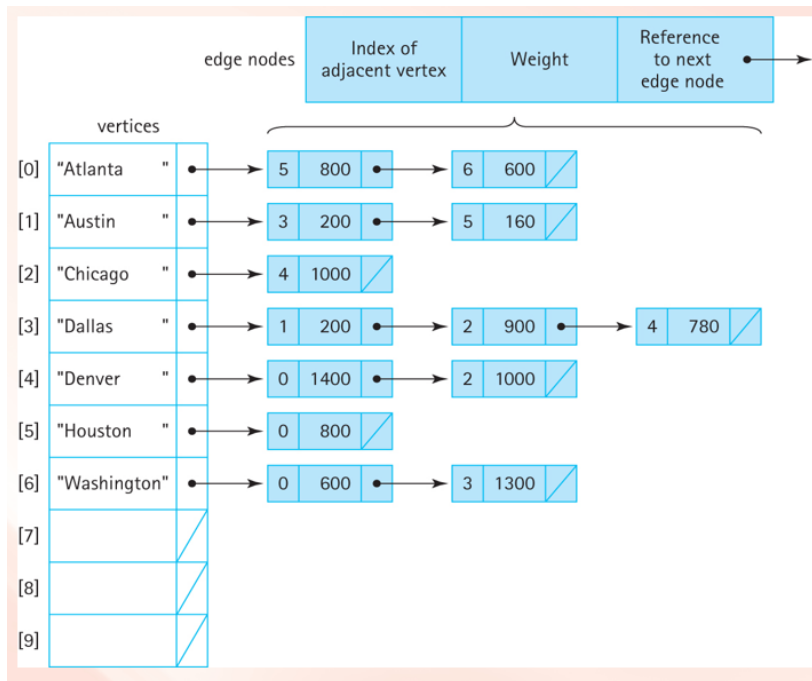 edge nodes
Index of
adjacent vertex
Weight
Reference
to next
edge node
vertices
[0] "Atlanta " 5 800 6 600
[1] "Austin " 3 200 5 160
[2] "Chicago " 4 1000
[3] "Dallas " 1 200 2 900 4 780
[4] "Denver " 0 1400 2 1000
[5] "Houston " 0 800
[6] "Washington" 0 600 3 1300
[7]
[8]
[9]